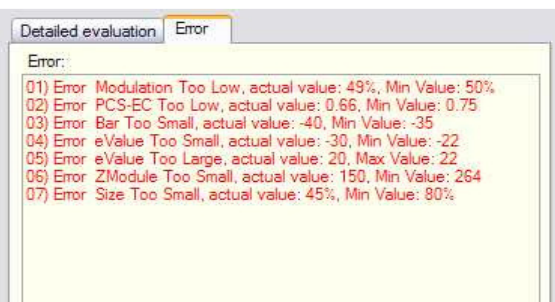 Detailed evaluation Error
Error:
01) Error Modulation Too Low, actual value: 49%, Min Value: 50%
02) Error PCS-EC Too Low, actual value: 0.66, Min Value: 0.75
03) Error Bar Too Small, actual value: -40, Min Value: -35
04) Error eValue Too Small, actual value: -30, Min Value: -22
05) Error eValue Too Large, actual value: 20, Max Value: 22
06) Error ZModule Too Small, actual value: 150, Min Value: 264
07) Error Size Too Small, actual value: 45%, Min Value: 80%